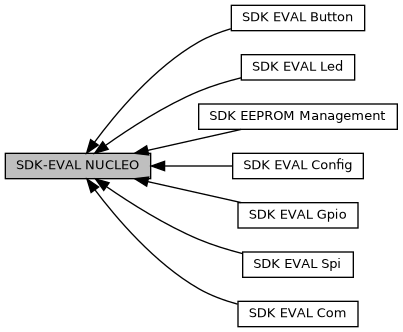 SDK EVAL Button
SDK EVAL Led
SDK EEPROM Management
SDK-EVAL NUCLEO
SDK EVAL Config
SDK EVAL Gpio
SDK EVAL Spi
SDK EVAL Com